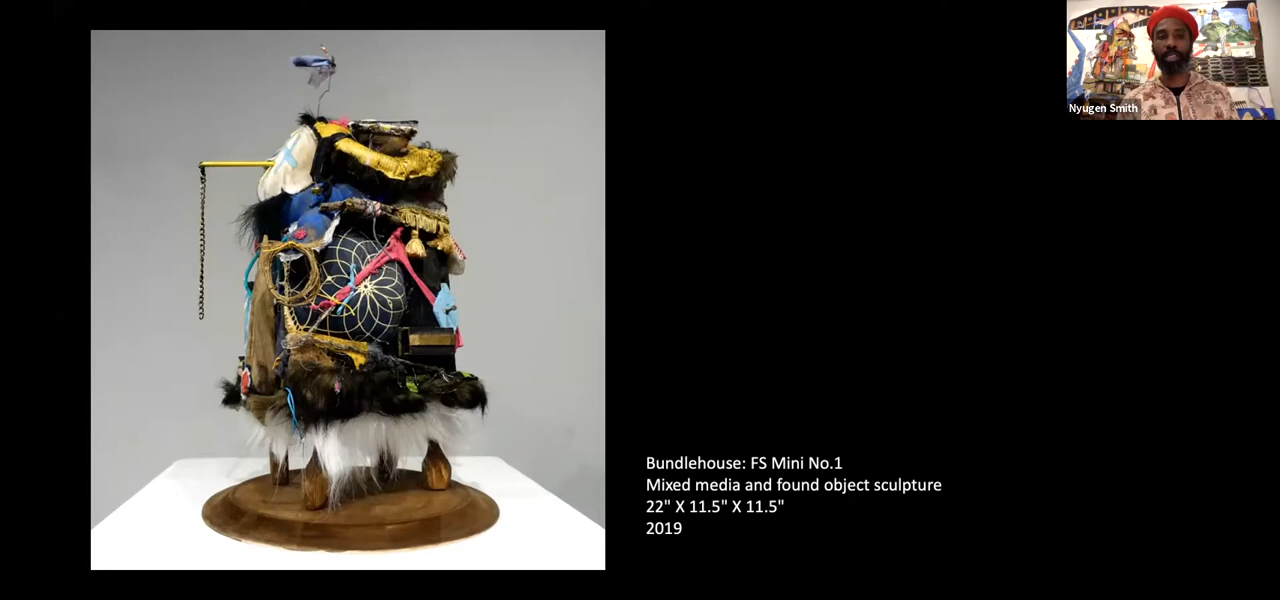 Nyugen Smith
Bundlehouse: FS Mini No.1
Mixed media and found object sculpture
22" X 11.5" X 11.5"
2019